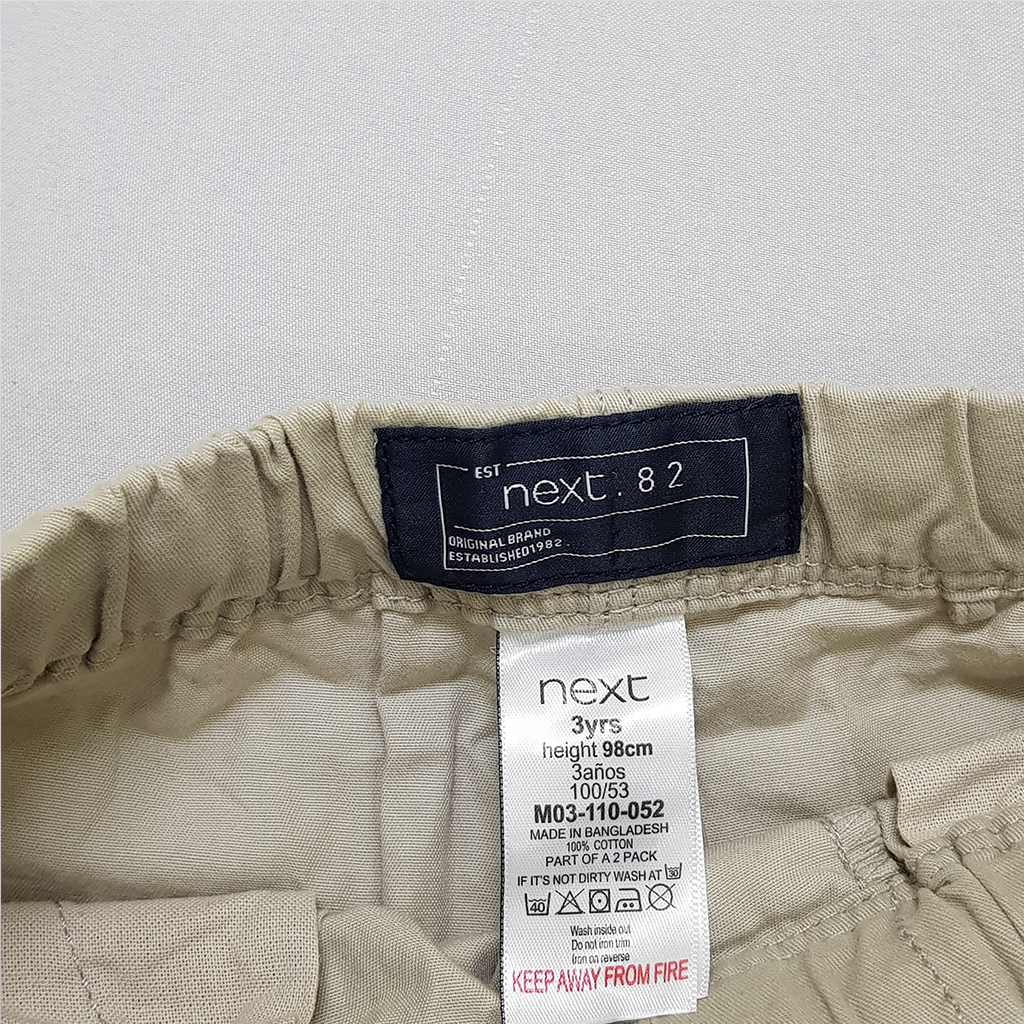 EST
next.82
ORIGINAL BRAND
ESTABLISHED1982.
next
3yrs
height 98cm
3años
100/53
M03-110-052
MADE IN BANGLADESH
100% COTTON
PART OF A 2 PACK
IF IT'S NOT DIRTY WASH AT 30
40
Wash inside out
Do not iron trim
Iron on reverse
KEEP AWAY FROM FIRE